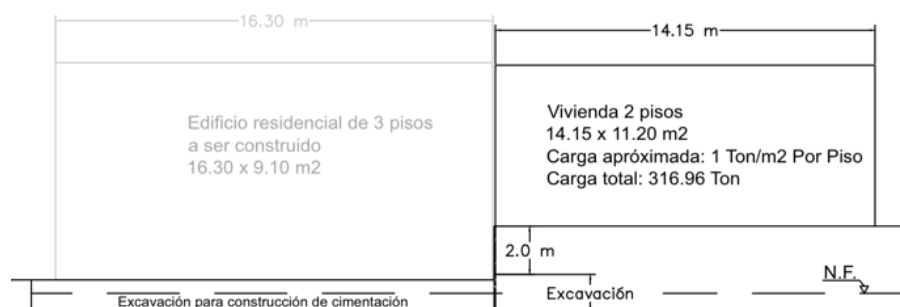 16.30 m
14.15 m
Edificio residencial de 3 pisos
a ser construido
16.30 x 9.10 m2
Vivienda 2 pisos
14.15 x 11.20 m2
Carga apróximada: 1 Ton/m2 Por Piso
Carga total: 316.96 Ton
2.0 m
N.F.
Excavación
Excavación para construcción de cimentación